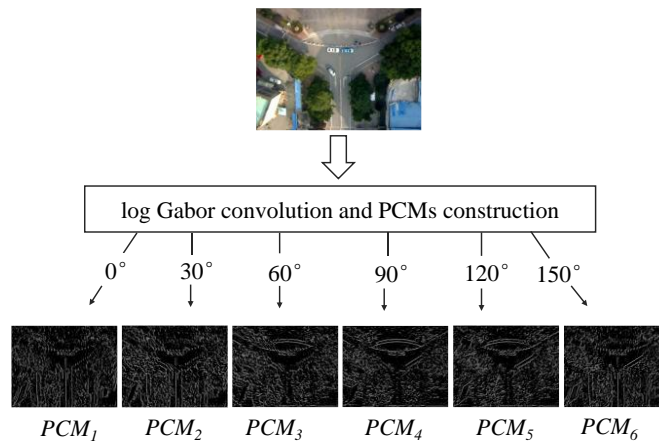 log Gabor convolution and PCMs construction
0° 30° 60° 90° 120° 150°
PCM1 PCM2 PCM3 PCM4 PCM5 PCM6